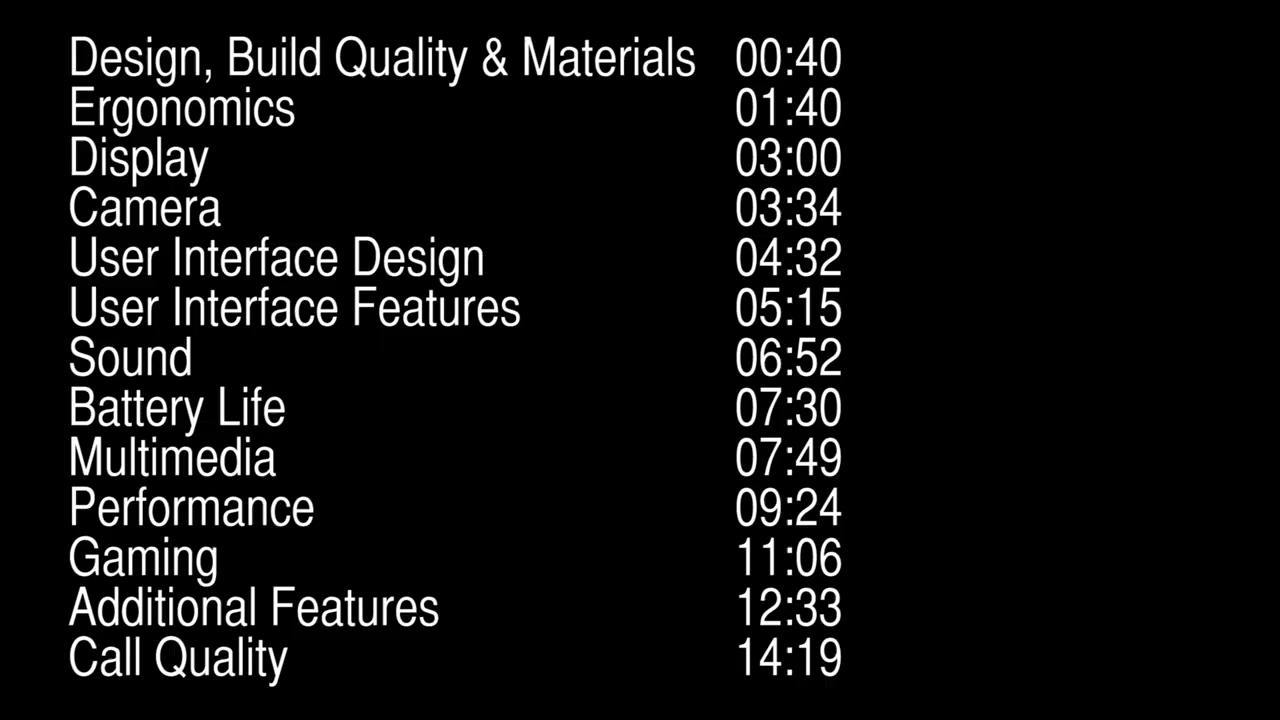 Design, Build Quality & Materials 00:40
Ergonomics 01:40
Display 03:00
Camera 03:34
User Interface Design 04:32
User Interface Features 05:15
Sound 06:52
Battery Life 07:30
Multimedia 07:49
Performance 09:24
Gaming 11:06
Additional Features 12:33
Call Quality 14:19